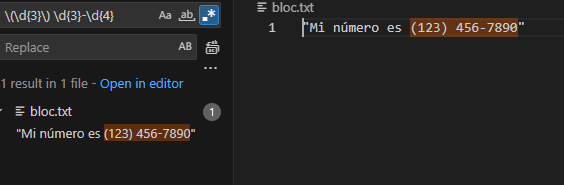 \(\d{3}\) \d{3}-\d{4}
Aa
ab
.*
Replace
AB
...
1 result in 1 file - Open in editor
bloc.txt
1
"Mi número es (123) 456-7890"
bloc.txt
1
"Mi número es (123) 456-7890"